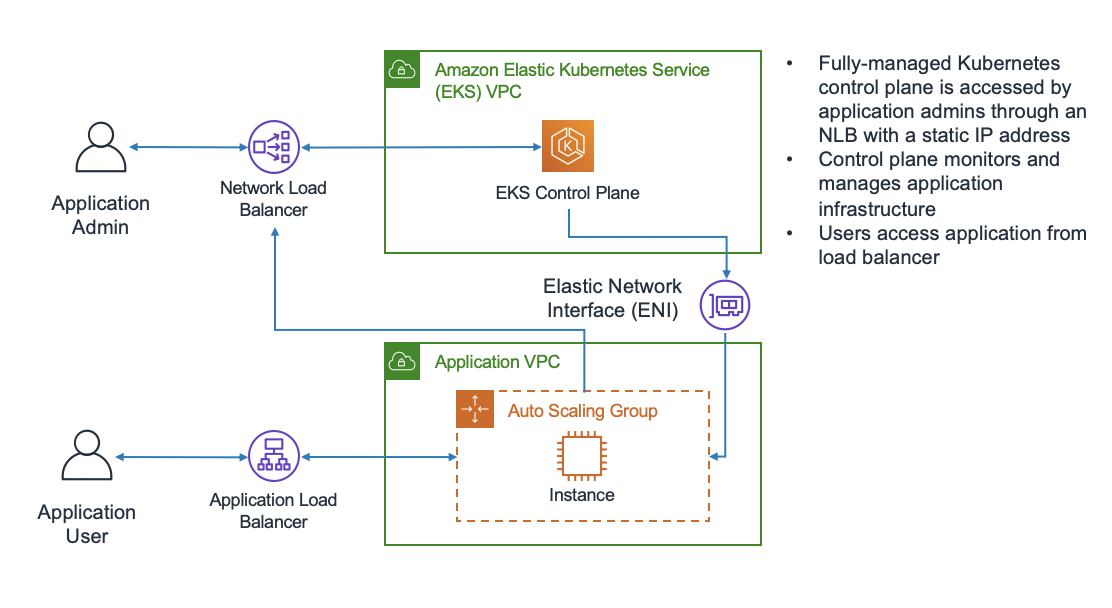 Amazon Elastic Kubernetes Service
(EKS) VPC
Application
Admin
Network Load
Balancer
EKS Control Plane
Elastic Network
Interface (ENI)
Application VPC
Auto Scaling Group
Instance
Application
User
Application Load
Balancer
• Fully-managed Kubernetes
control plane is accessed by
application admins through an
NLB with a static IP address
• Control plane monitors and
manages application
infrastructure
• Users access application from
load balancer